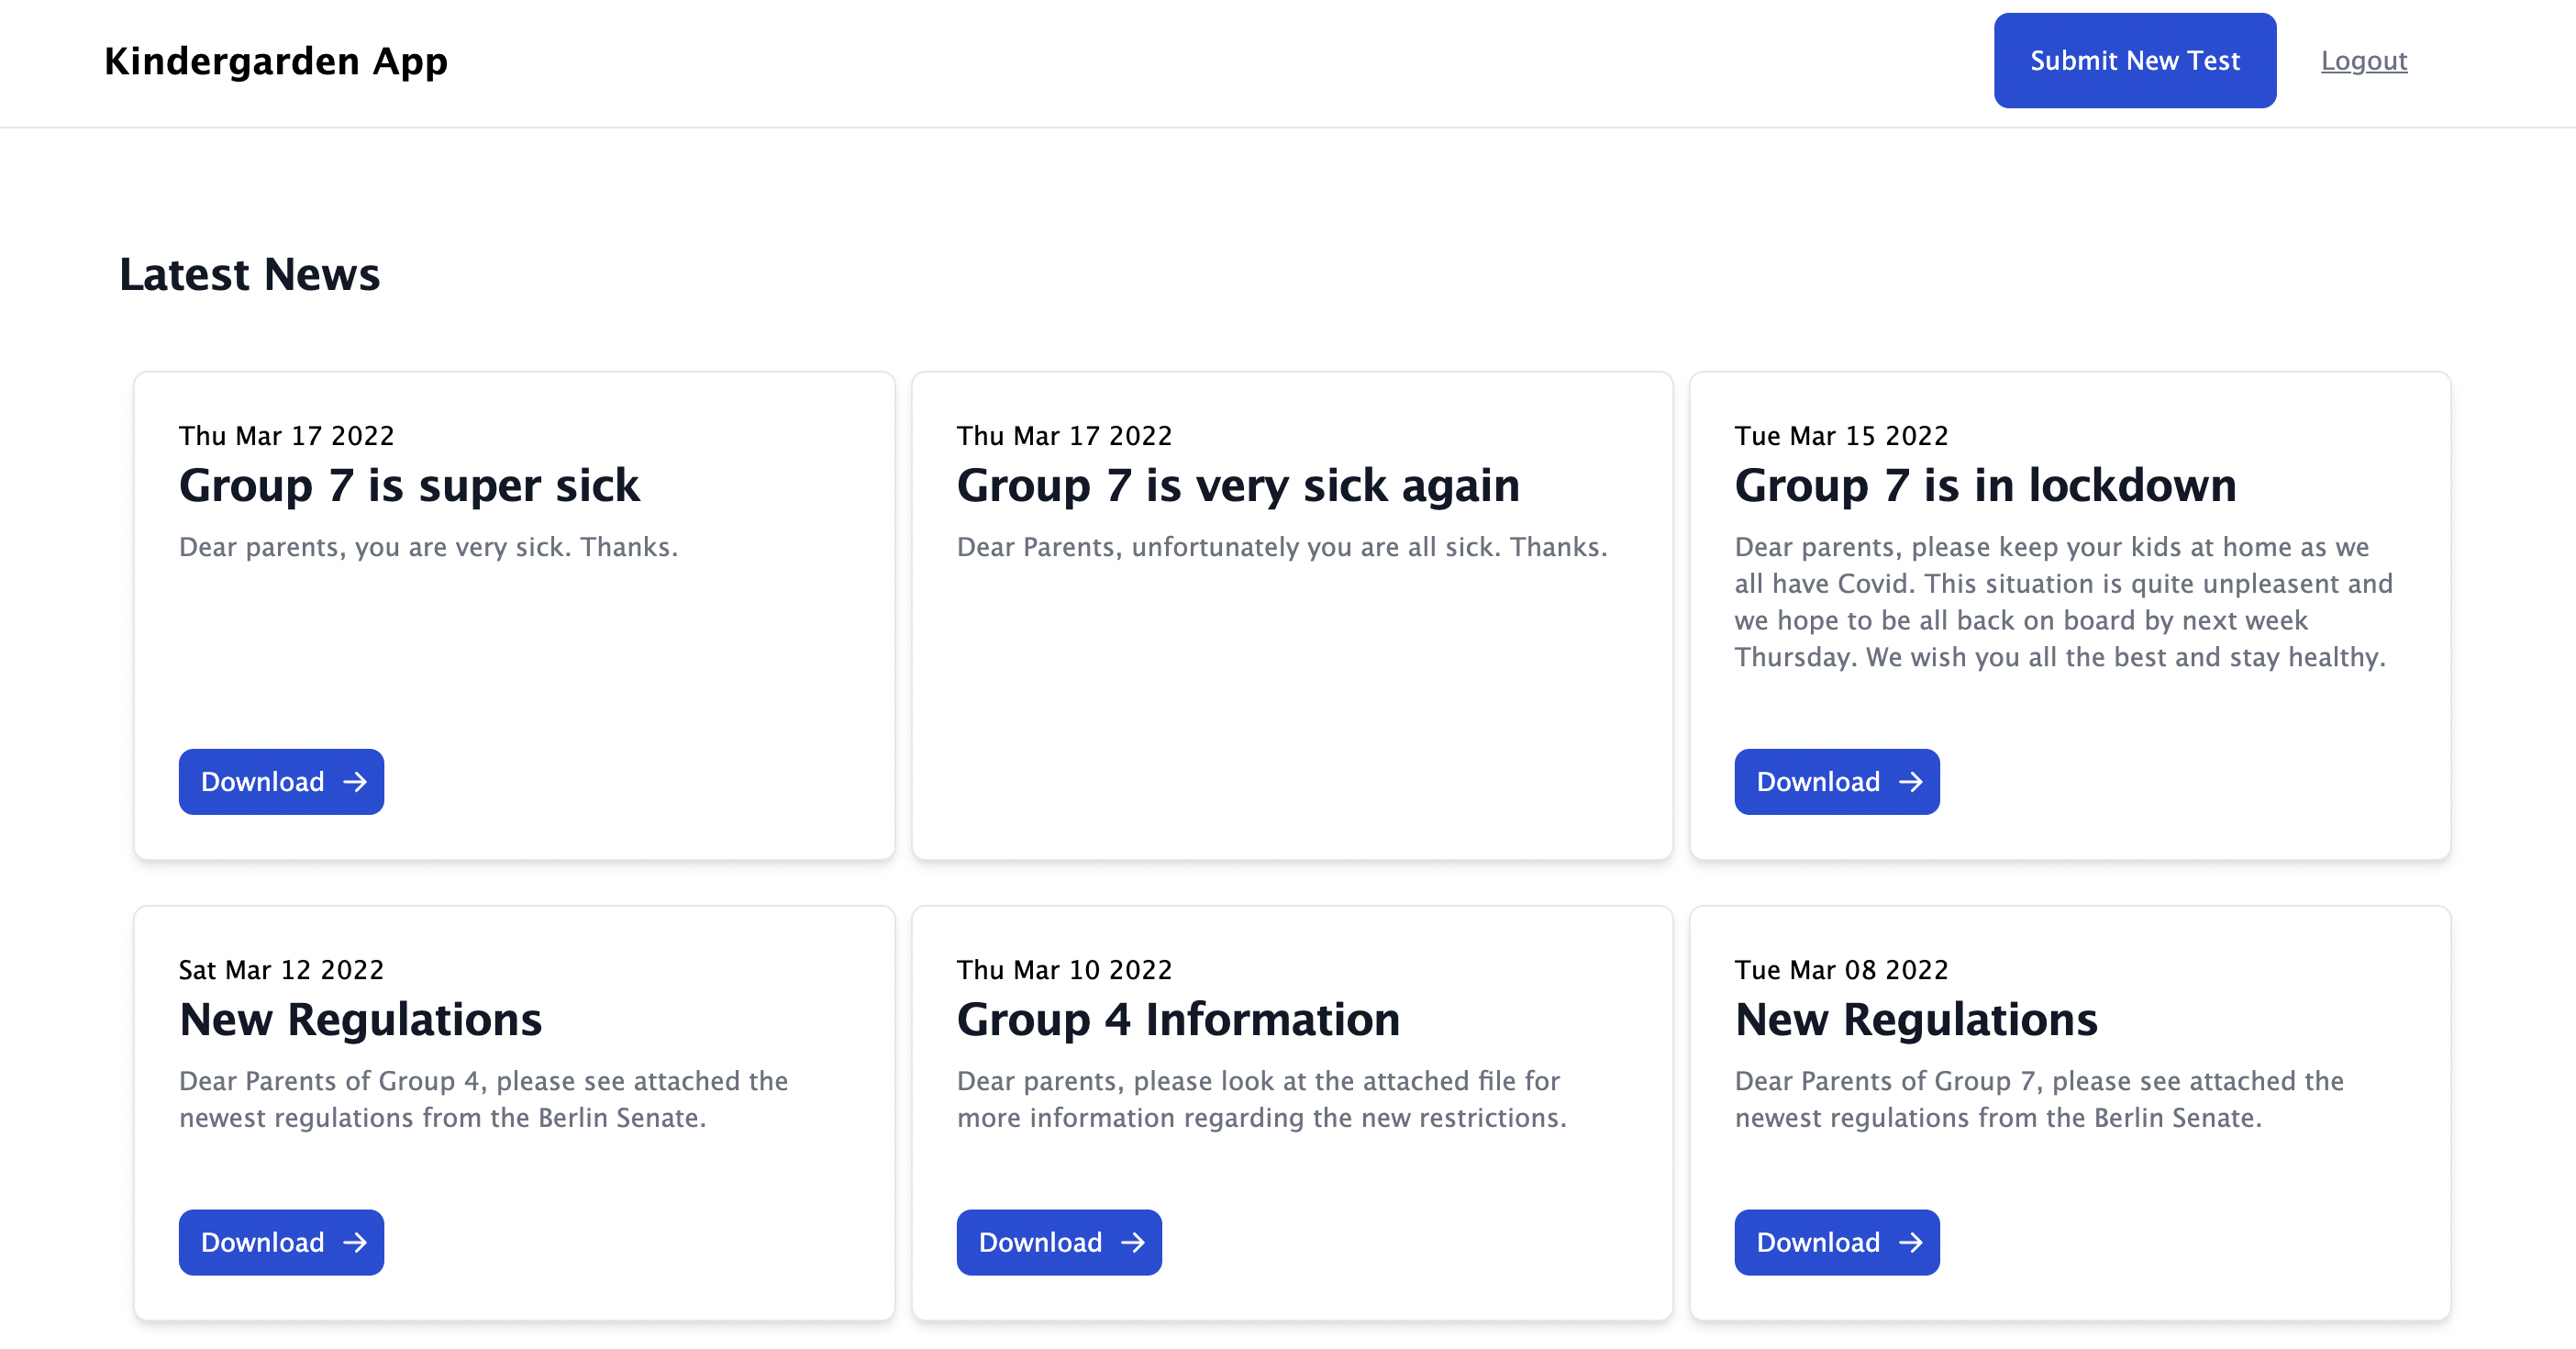 Kindergarden App
Submit New Test
Logout
Latest News
Thu Mar 17 2022
Group 7 is super sick
Dear parents, you are very sick. Thanks.
Download
Thu Mar 17 2022
Group 7 is very sick again
Dear Parents, unfortunately you are all sick. Thanks.
Tue Mar 15 2022
Group 7 is in lockdown
Dear parents, please keep your kids at home as we
all have Covid. This situation is quite unpleasent and
we hope to be all back on board by next week
Thursday. We wish you all the best and stay healthy.
Download
Sat Mar 12 2022
New Regulations
Dear Parents of Group 4, please see attached the
newest regulations from the Berlin Senate.
Download
Thu Mar 10 2022
Group 4 Information
Dear parents, please look at the attached file for
more information regarding the new restrictions.
Download
Tue Mar 08 2022
New Regulations
Dear Parents of Group 7, please see attached the
newest regulations from the Berlin Senate.
Download